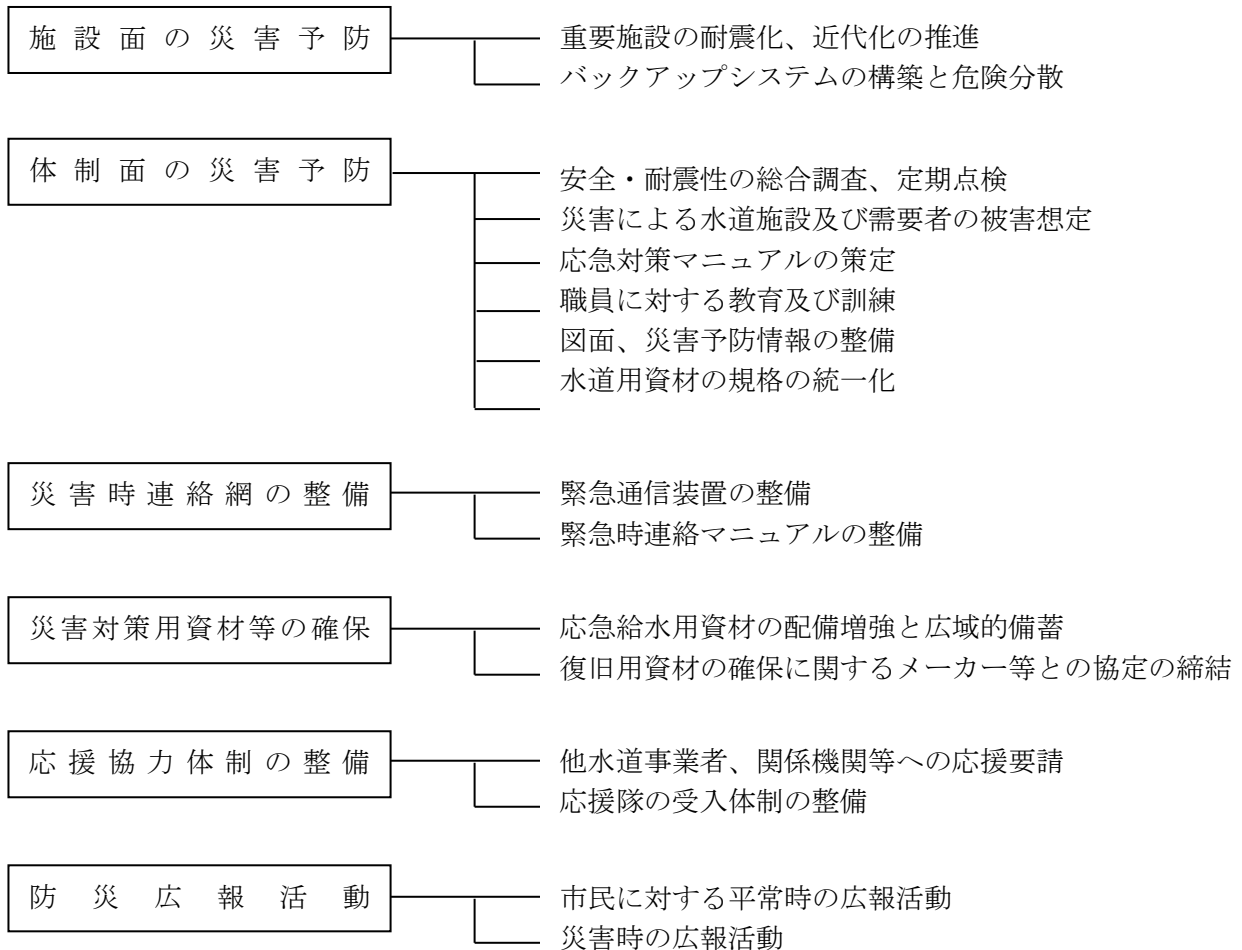 施設面の災害予防
重要施設の耐震化、近代化の推進
バックアップシステムの構築と危険分散
体制面の災害予防
安全・耐震性の総合調査、定期点検
災害による水道施設及び需要者の被害想定
応急対策マニュアルの策定
職員に対する教育及び訓練
図面、災害予防情報の整備
水道用資材の規格の統一化
災害時連絡網の整備
緊急通信装置の整備
緊急時連絡マニュアルの整備
災害対策用資材等の確保
応急給水用資材の配備増強と広域的備蓄
復旧用資材の確保に関するメーカー等との協定の締結
応援協力体制の整備
他水道事業者、関係機関等への応援要請
応援隊の受入体制の整備
防災広報活動
市民に対する平常時の広報活動
災害時の広報活動